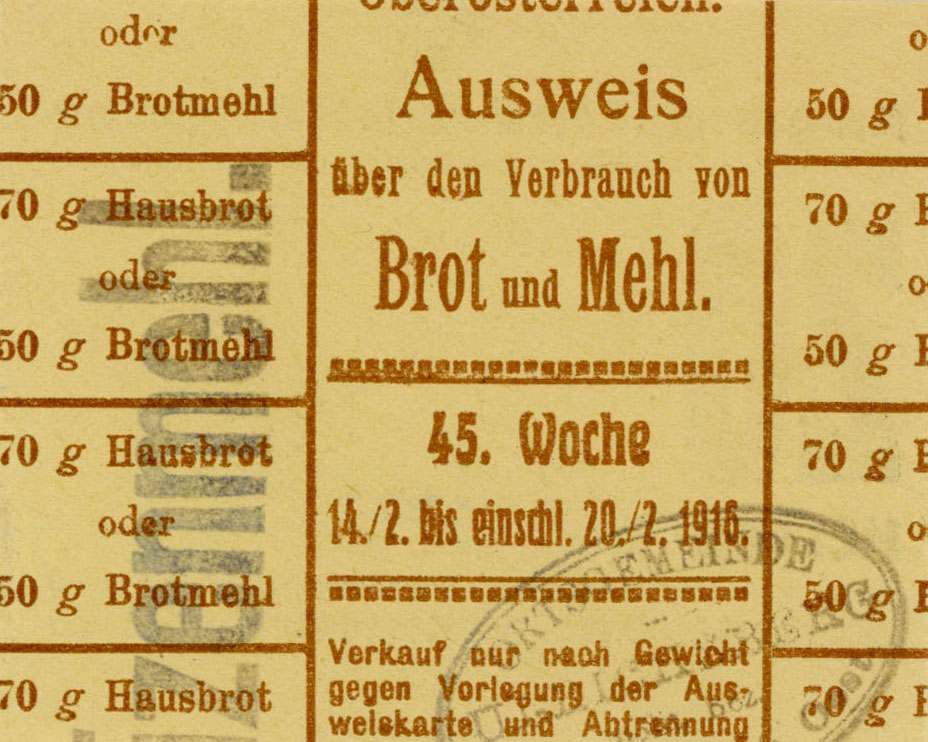 oder
50 g Brotmehl
70 g Hausbrot
oder
50 g Brotmehl
70 g Hausbrot
oder
50 g Brotmehl
70 g Hausbrot
Oberösterreich.
Ausweis
über den Verbrauch von
Brot und Mehl.
45. Woche
14./2. bis einschl. 20./2. 1916.
Verkauf nur nach Gewicht
gegen Vorlegung der Aus-
weiskarte und Abtrennung
50 g
70 g
50 g
70 g
50 g
70 g
ORTSGEMEINDE